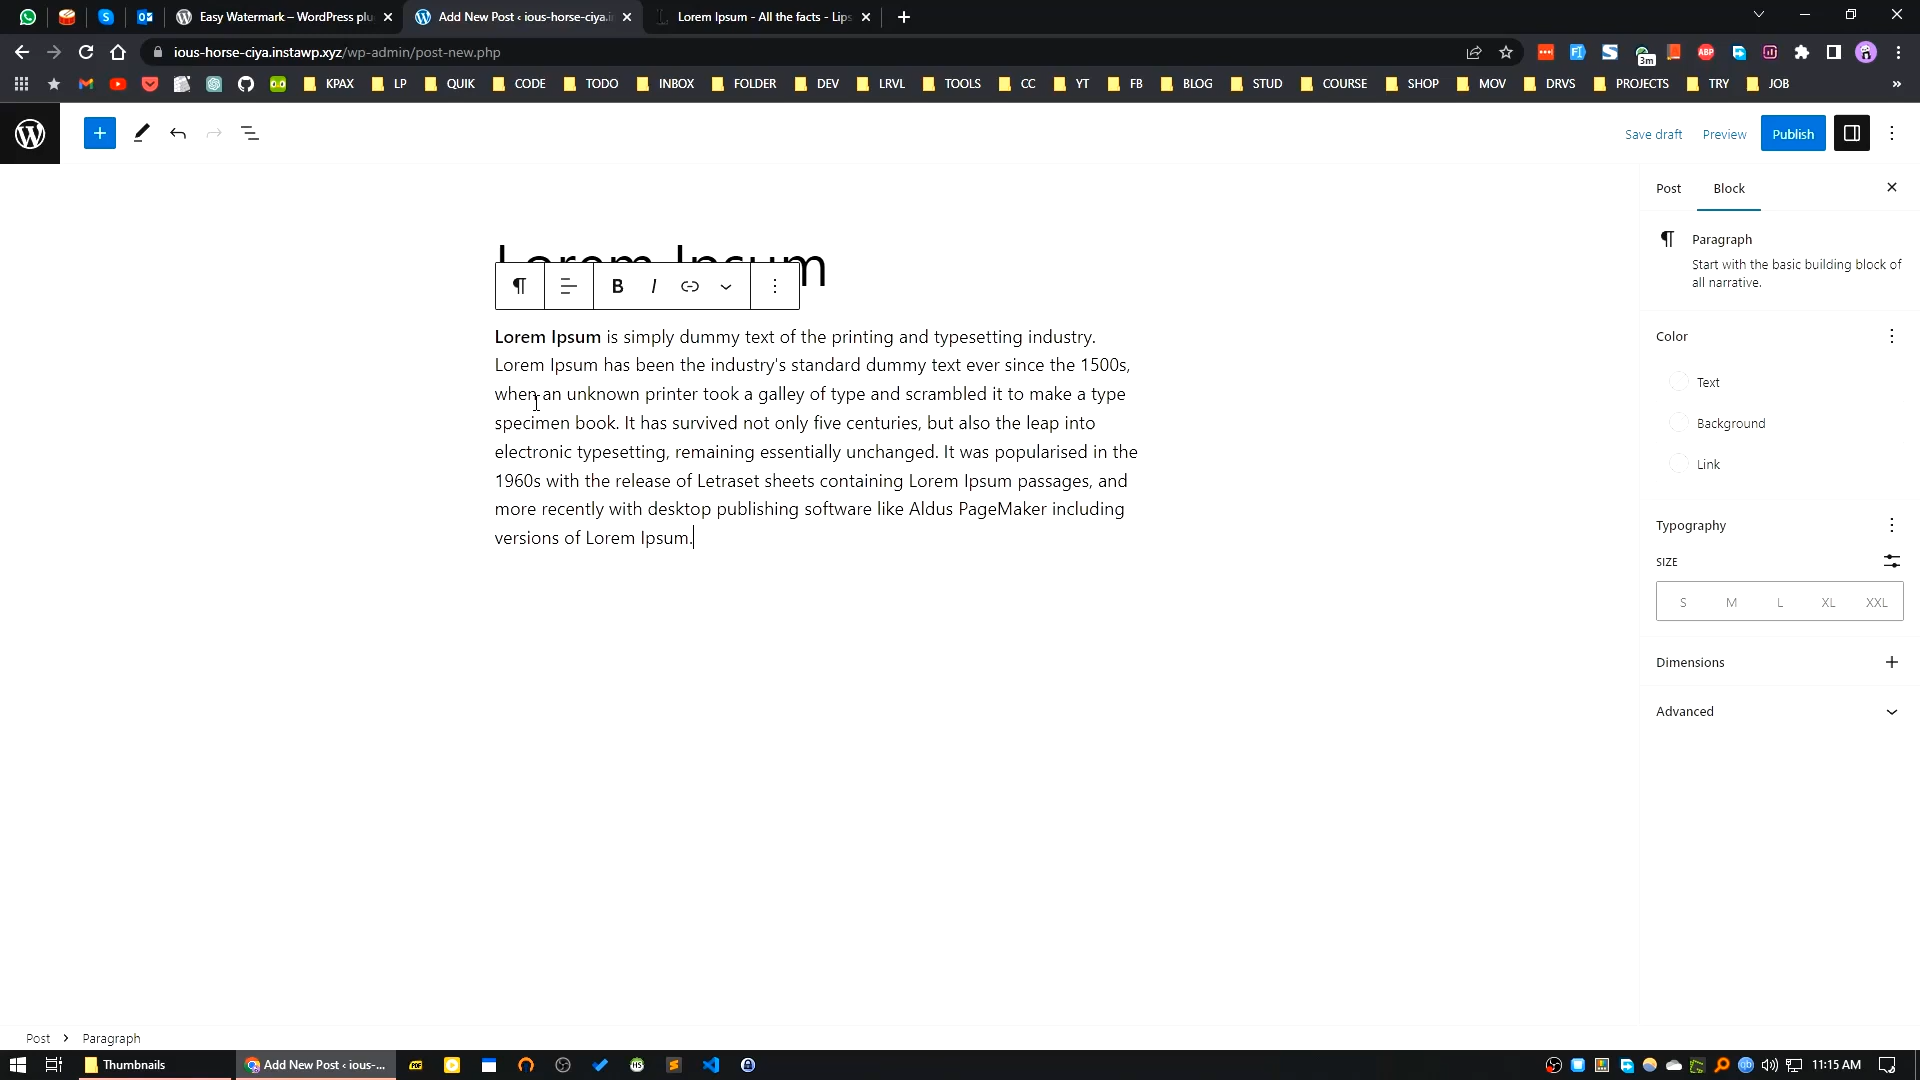 Easy Watermark – WordPress plu
Add New Post ‹ ious-horse-ciya.i
Lorem Ipsum - All the facts - Lips
ious-horse-ciya.instawp.xyz/wp-admin/post-new.php
3m
ABP
KPAX LP QUIK CODE TODO INBOX FOLDER DEV LRVL TOOLS CC YT FB BLOG STUD COURSE SHOP MOV DRVS PROJECTS TRY JOB »
Save draft Preview Publish
Post Block
Paragraph
Start with the basic building block of
all narrative.
Lorem Ipsum
B I
Lorem Ipsum is simply dummy text of the printing and typesetting industry.
Lorem Ipsum has been the industry's standard dummy text ever since the 1500s,
when an unknown printer took a galley of type and scrambled it to make a type
specimen book. It has survived not only five centuries, but also the leap into
electronic typesetting, remaining essentially unchanged. It was popularised in the
1960s with the release of Letraset sheets containing Lorem Ipsum passages, and
more recently with desktop publishing software like Aldus PageMaker including
versions of Lorem Ipsum.
Color
Text
Background
Link
Typography
SIZE
S M L XL XXL
Dimensions
Advanced
Post › Paragraph
Thumbnails
Add New Post ‹ ious-...
11:15 AM